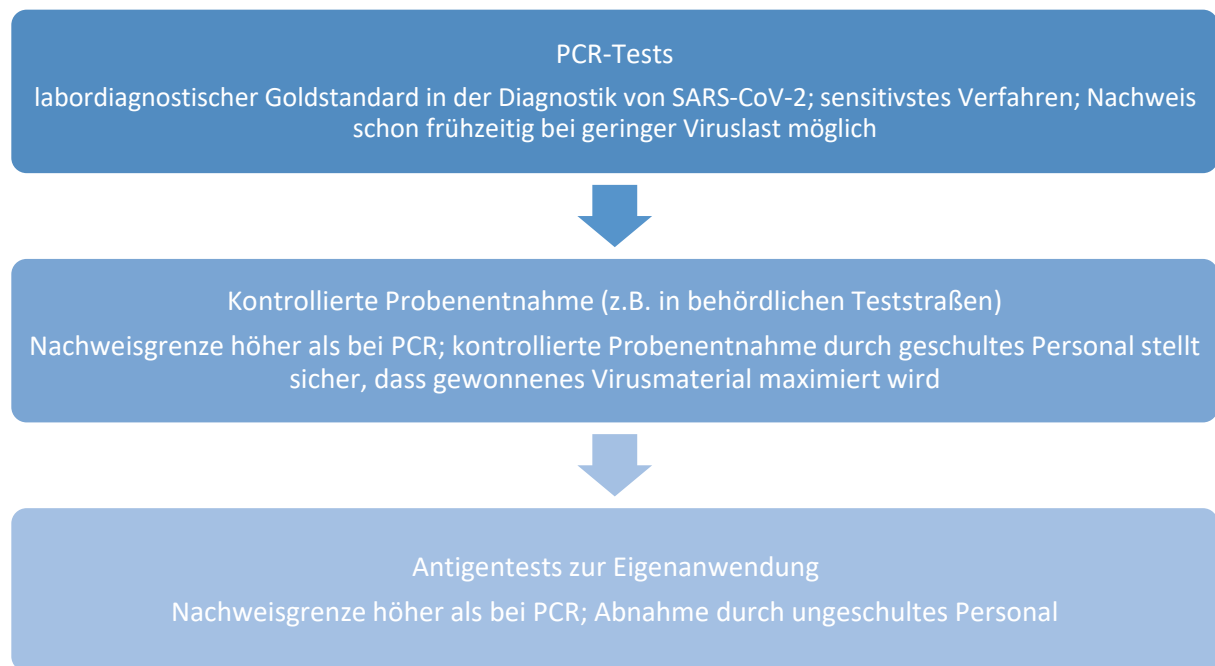 PCR-Tests
labordiagnostischer Goldstandard in der Diagnostik von SARS-CoV-2; sensitivstes Verfahren; Nachweis
schon frühzeitig bei geringer Viruslast möglich
Kontrollierte Probenentnahme (z.B. in behördlichen Teststraßen)
Nachweisgrenze höher als bei PCR; kontrollierte Probenentnahme durch geschultes Personal stellt
sicher, dass gewonnenes Virusmaterial maximiert wird
Antigentests zur Eigenanwendung
Nachweisgrenze höher als bei PCR; Abnahme durch ungeschultes Personal